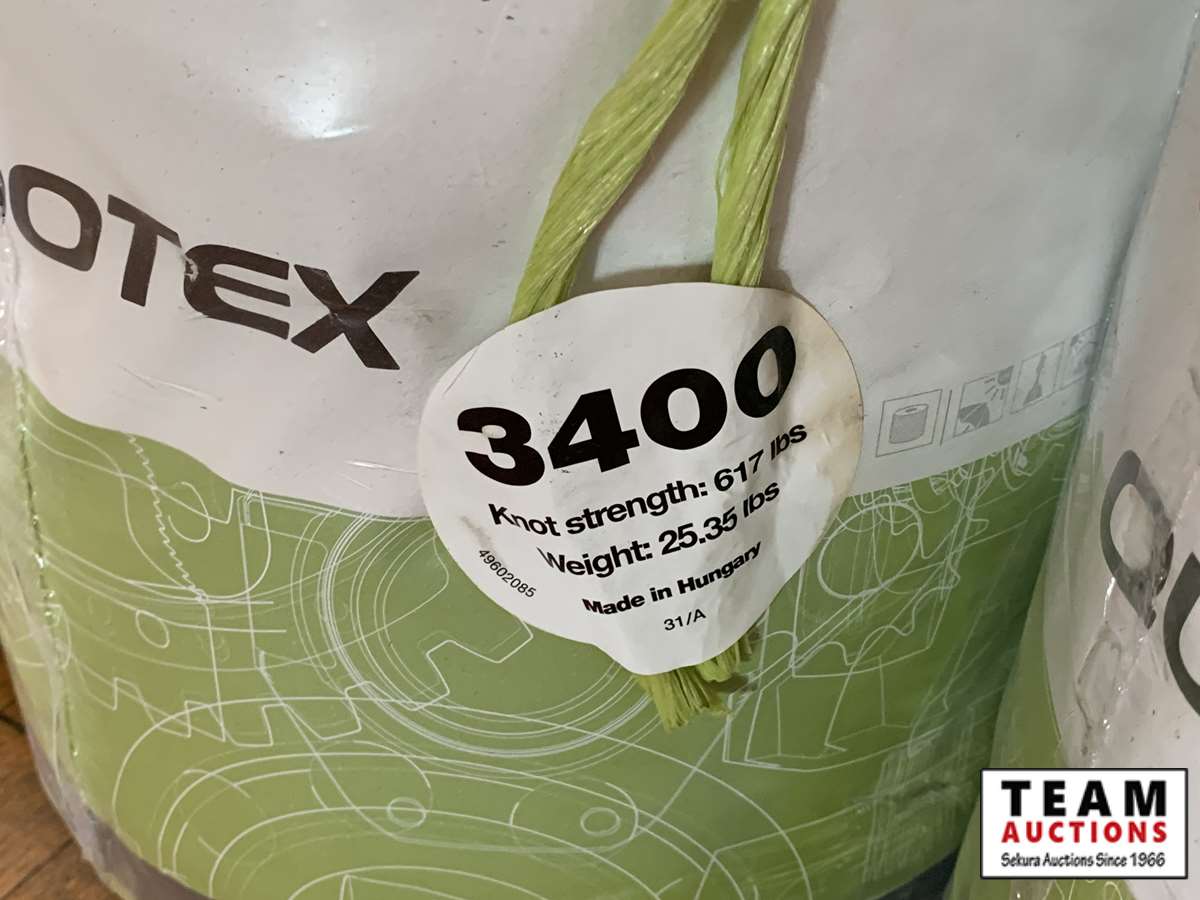 OTEX
3400
Knot strength: 617 lbs
Weight: 25.35 lbs
49602085
Made in Hungary
31/A
TEAM
AUCTIONS
Sekura Auctions Since 1966